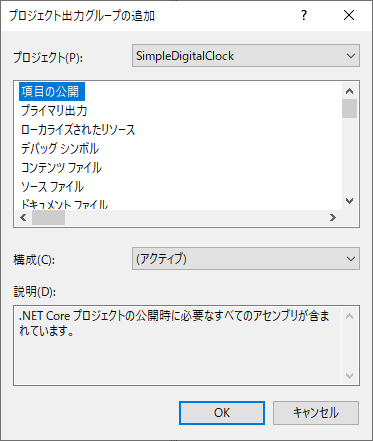 プロジェクト出力グループの追加
プロジェクト(P):
SimpleDigitalClock
項目の公開
プライマリ出力
ローカライズされたリソース
デバッグ シンボル
コンテンツ ファイル
ソース ファイル
ドキュメント ファイル
構成(C):
(アクティブ)
説明(D):
.NET Core プロジェクトの公開時に必要なすべてのアセンブリが含ま
れています。
OK
キャンセル